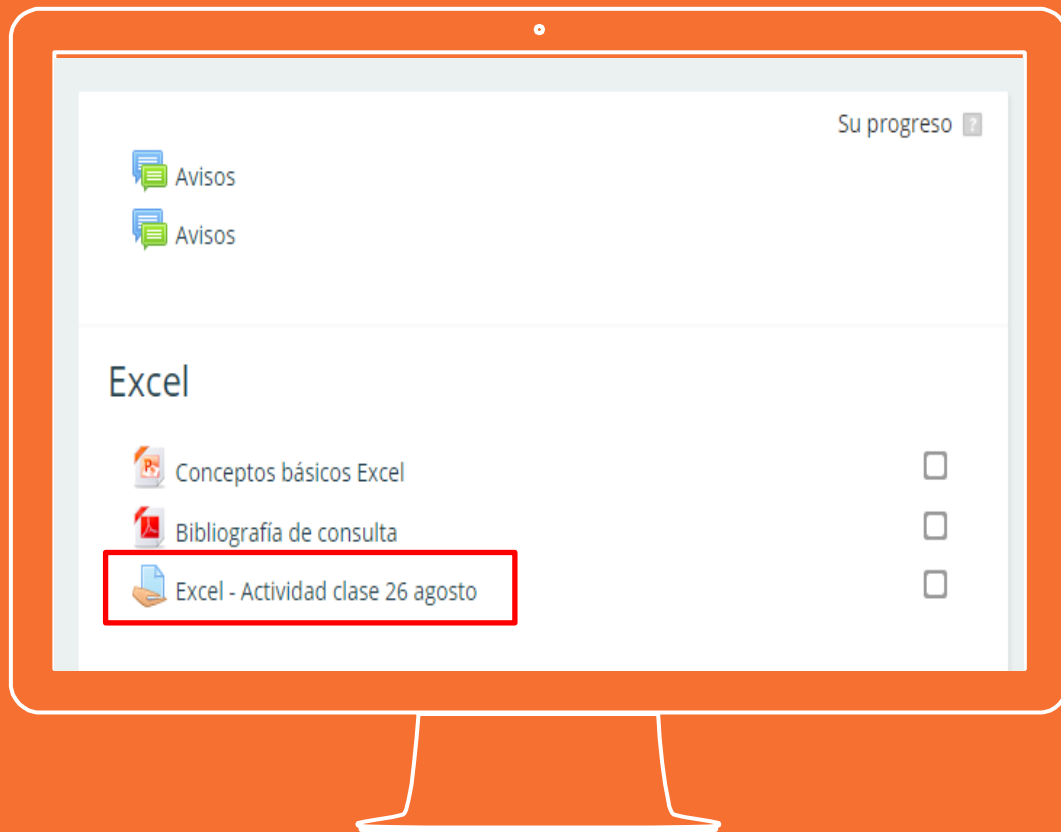 Su progreso ?
Avisos
Avisos
Excel
Conceptos básicos Excel
Bibliografía de consulta
Excel - Actividad clase 26 agosto